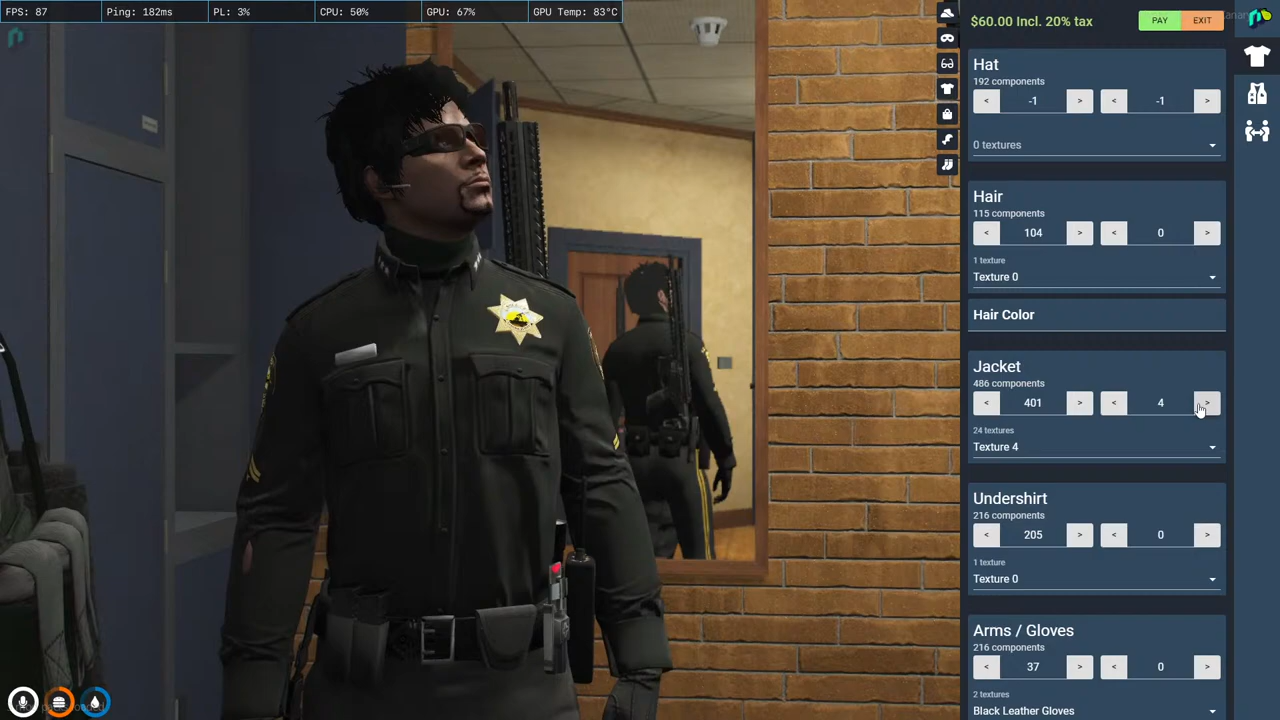 FPS: 87
Ping: 182ms
PL: 3%
CPU: 50%
GPU: 67%
GPU Temp: 83°C
$60.00 Incl. 20% tax
PAY
EXIT
Hat
192 components
< -1 > < -1 >
0 textures
Hair
115 components
< 104 > < 0 >
1 texture
Texture 0
Hair Color
Jacket
486 components
< 401 > < 4 >
24 textures
Texture 4
Undershirt
216 components
< 205 > < 0 >
1 texture
Texture 0
Arms / Gloves
216 components
< 37 > < 0 >
2 textures
Black Leather Gloves